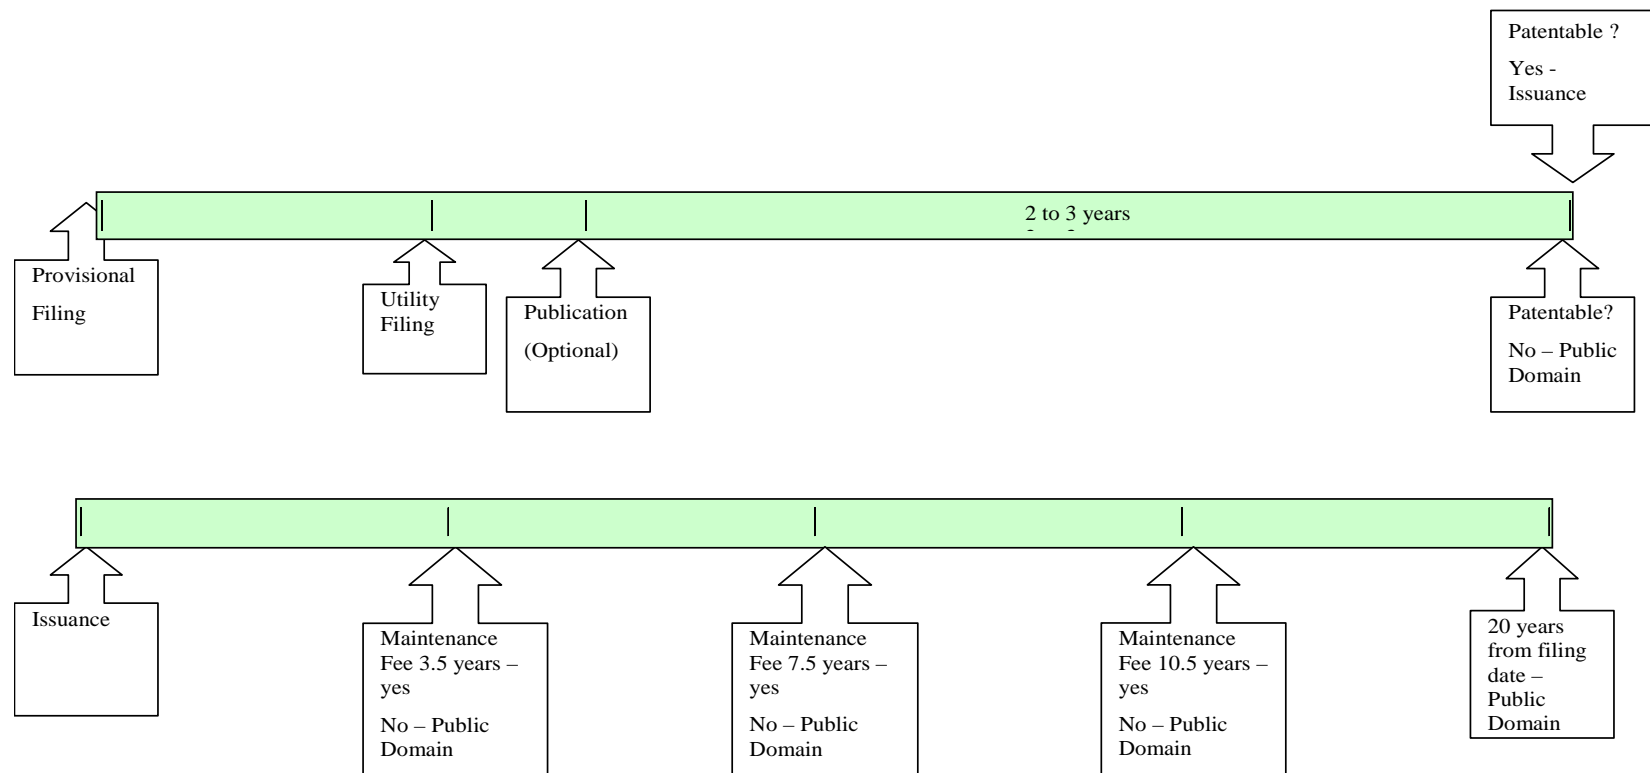 Patentable ?
Yes -
Issuance
2 to 3 years
Provisional
Filing
Utility
Filing
Publication
(Optional)
Patentable?
No – Public
Domain
Issuance
Maintenance
Fee 3.5 years –
yes
No – Public
Domain
Maintenance
Fee 7.5 years –
yes
No – Public
Domain
Maintenance
Fee 10.5 years –
yes
No – Public
Domain
20 years
from filing
date –
Public
Domain